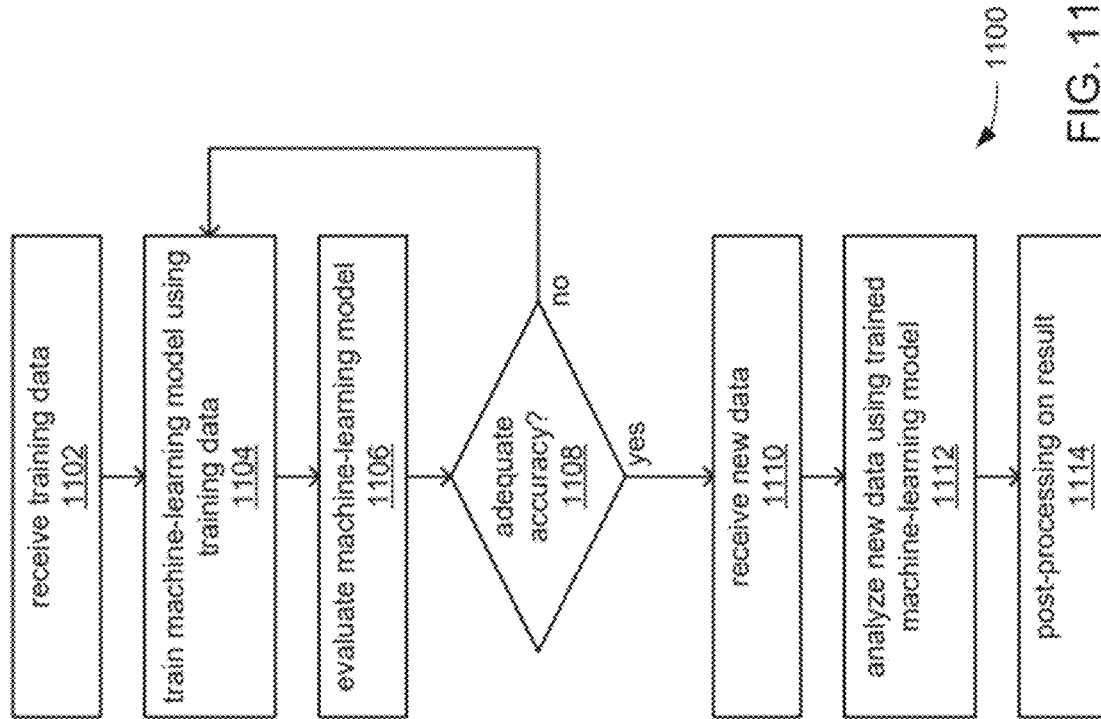 receive training data
1102
train machine-learning model using
training data
1104
evaluate machine-learning model
1106
adequate
accuracy?
1108
no
yes
receive new data
1110
analyze new data using trained
machine-learning model
1112
post-processing on result
1114
1100
FIG. 11